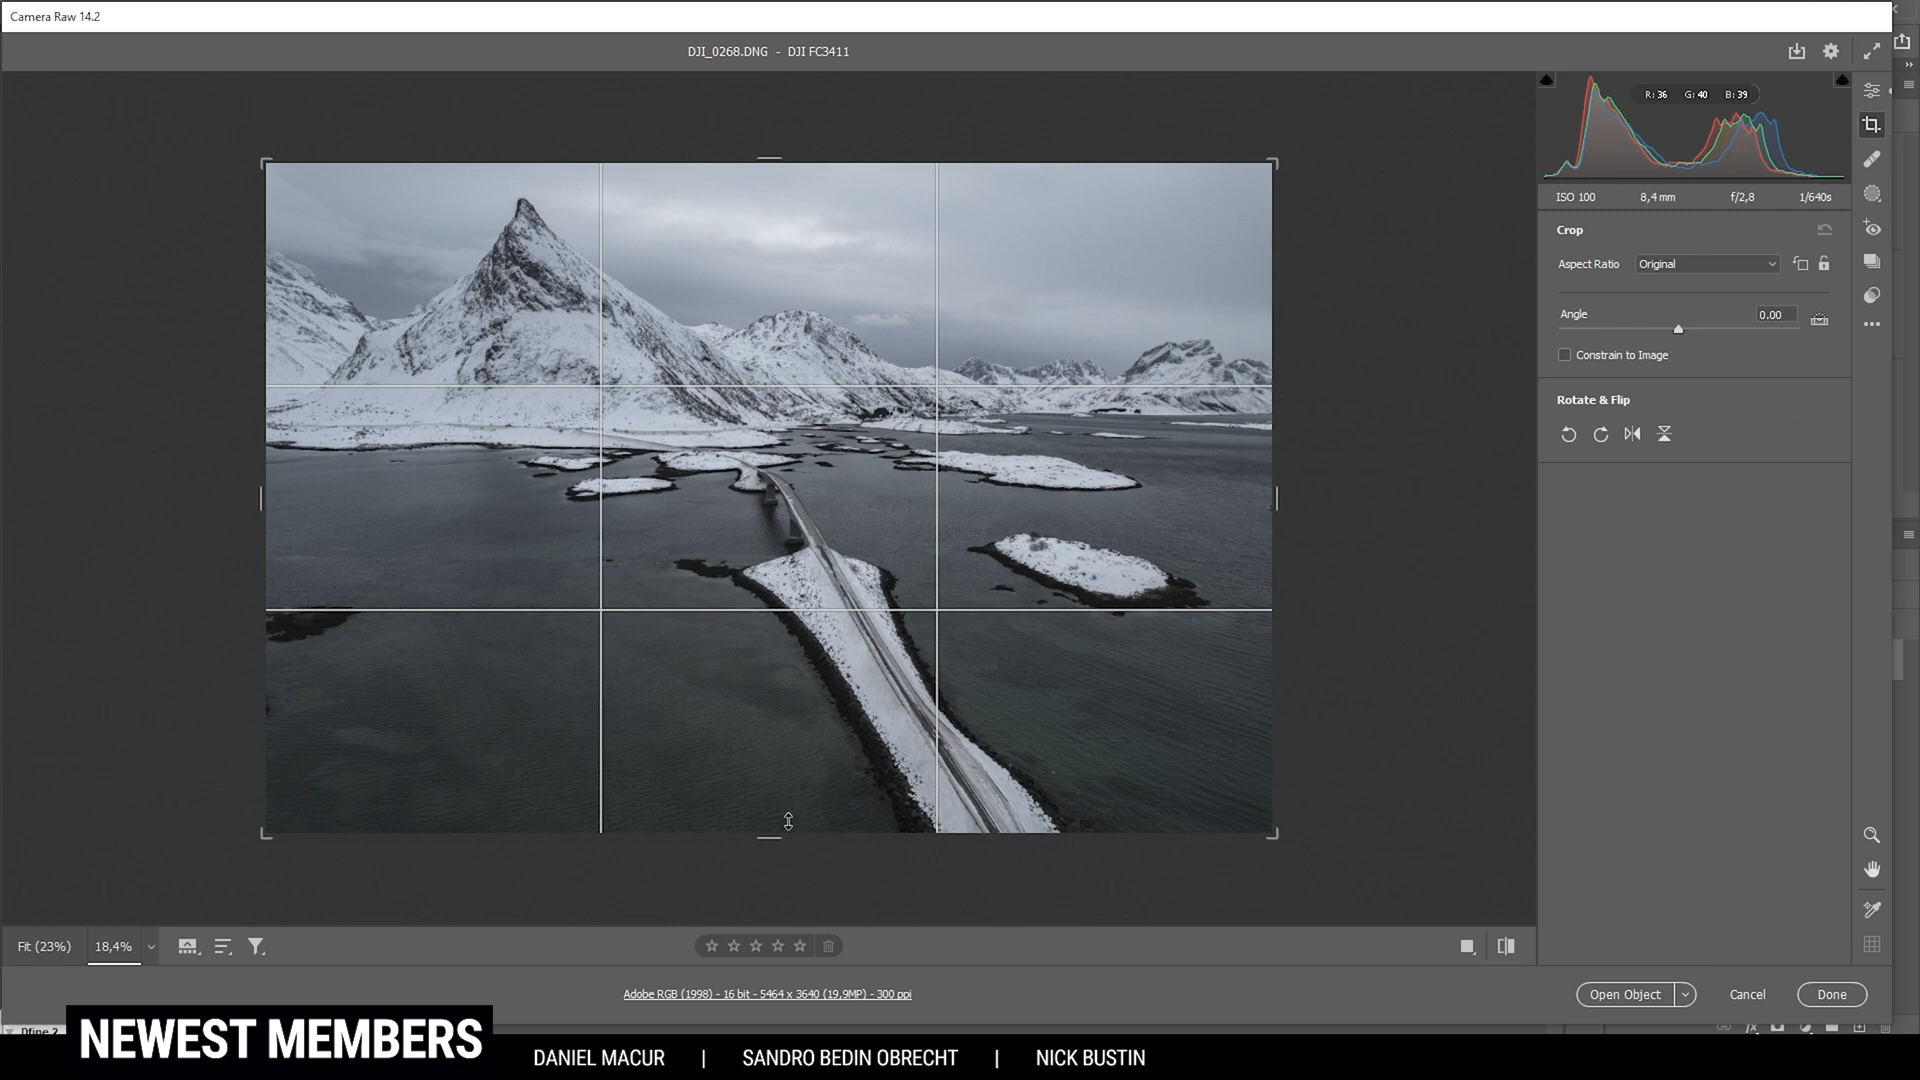 Camera Raw 14.2
DJI_0268.DNG - DJI FC3411
R: 36 G: 40 B: 39
ISO 100 8,4 mm f/2,8 1/640s
Crop
Aspect Ratio Original
Angle 0.00
Constrain to Image
Rotate & Flip
Fit (23%) 18,4%
Adobe RGB (1998) - 16 bit - 5464 x 3640 (19,9MP) - 300 ppi
Open Object Cancel Done
Dfine 2
NEWEST MEMBERS
DANIEL MACUR | SANDRO BEDIN OBRECHT | NICK BUSTIN